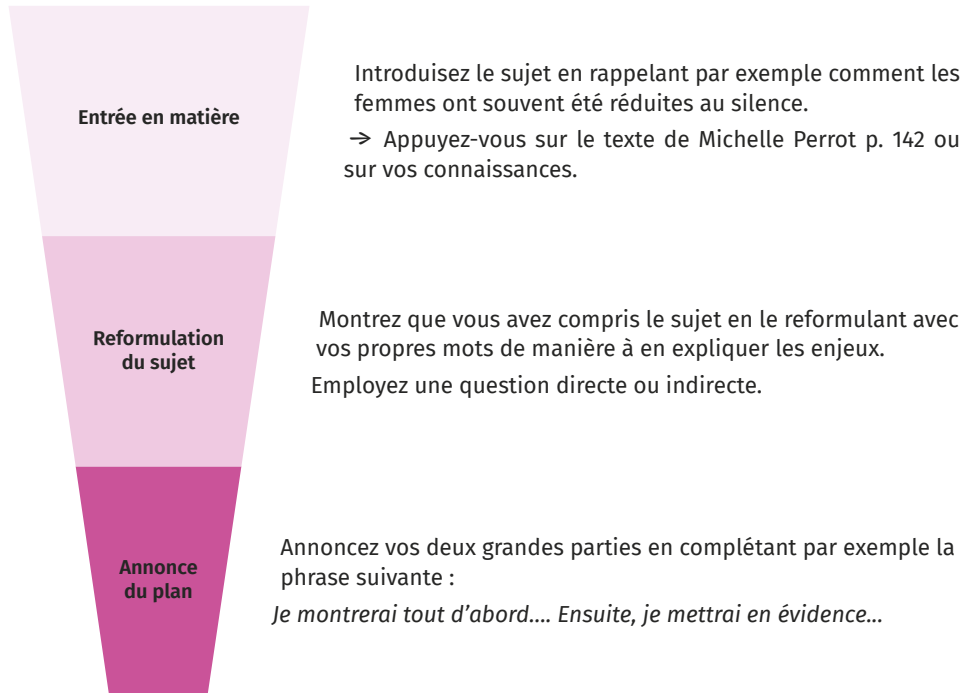 Entrée en matière
Introduisez le sujet en rappelant par exemple comment les
femmes ont souvent été réduites au silence.
→ Appuyez-vous sur le texte de Michelle Perrot p. 142 ou
sur vos connaissances.
Reformulation
du sujet
Montrez que vous avez compris le sujet en le reformulant avec
vos propres mots de manière à en expliquer les enjeux.
Employez une question directe ou indirecte.
Annonce
du plan
Annoncez vos deux grandes parties en complétant par exemple la
phrase suivante :
Je montrerai tout d’abord.... Ensuite, je mettrai en évidence...